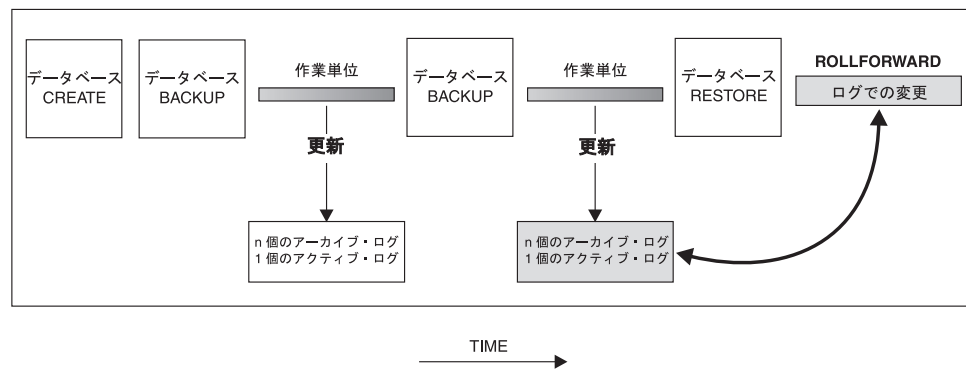 データベース
CREATE
データベース
BACKUP
作業単位
更新
n 個のアーカイブ・ログ
1 個のアクティブ・ログ
データベース
BACKUP
作業単位
更新
n 個のアーカイブ・ログ
1 個のアクティブ・ログ
データベース
RESTORE
ROLLFORWARD
ログでの変更
TIME